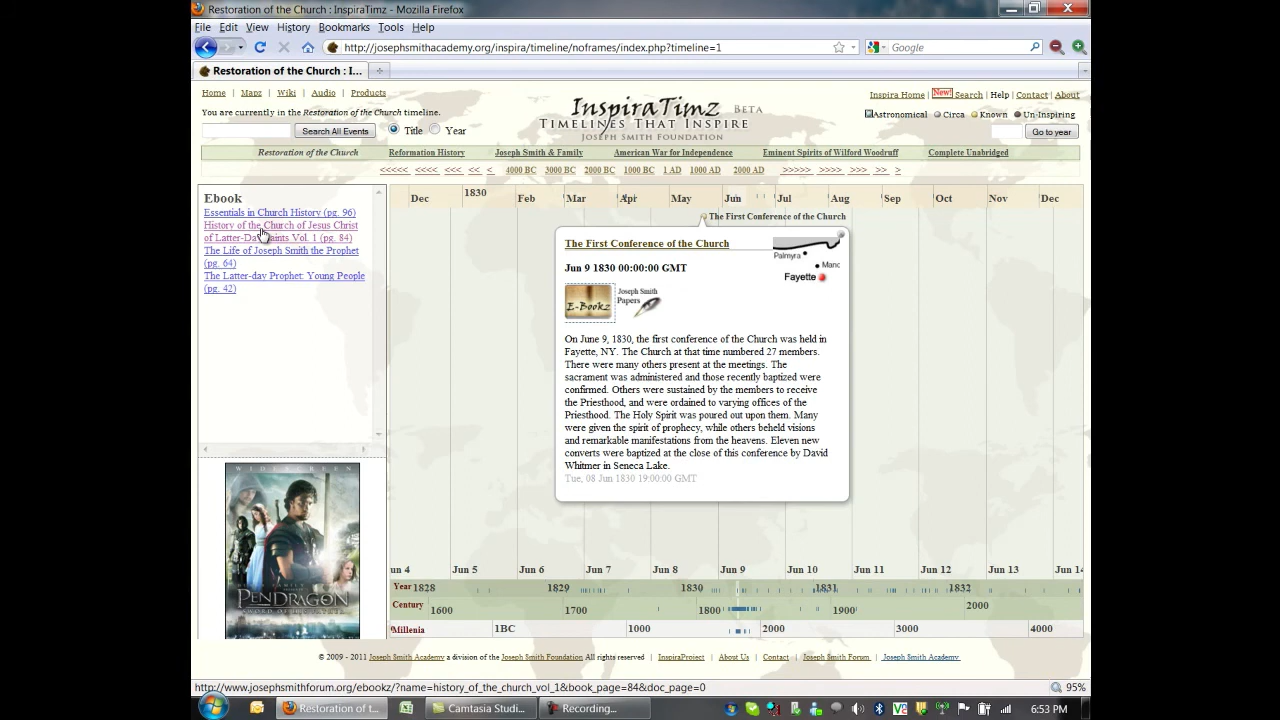 Restoration of the Church : InspiraTimz - Mozilla Firefox
File Edit View History Bookmarks Tools Help
http://josephsmithacademy.org/inspira/timeline/noframes/index.php?timeline=1
Google
Restoration of the Church : I...
Home | Mapz | Wiki | Audio | Products
Inspira Home | New! Search | Help | Contact | About
InspiraTimz BETA
TIMELINES THAT INSPIRE
JOSEPH SMITH FOUNDATION
You are currently in the Restoration of the Church timeline.
Astronomical Circa Known Un-Inspiring
Search All Events Title Year
Go to year
Restoration of the Church Reformation History Joseph Smith & Family American War for Independence Eminent Spirits of Wilford Woodruff Complete Unabridged
<<<<< <<<< <<< << < 4000 BC 3000 BC 2000 BC 1000 BC 1 AD 1000 AD 2000 AD >>>>> >>>> >>> >> >
Ebook
Essentials in Church History (pg. 96)
History of the Church of Jesus Christ
of Latter-Day Saints Vol. 1 (pg. 84)
The Life of Joseph Smith the Prophet
(pg. 64)
The Latter-day Prophet: Young People
(pg. 42)
Dec 1830 Feb Mar Apr May Jun Jul Aug Sep Oct Nov Dec
The First Conference of the Church
The First Conference of the Church
Palmyra
Manc
Fayette
Jun 9 1830 00:00:00 GMT
E-Bookz
Joseph Smith
Papers
On June 9, 1830, the first conference of the Church was held in
Fayette, NY. The Church at that time numbered 27 members.
There were many others present at the meetings. The
sacrament was administered and those recently baptized were
confirmed. Others were sustained by the members to receive
the Priesthood, and were ordained to varying offices of the
Priesthood. The Holy Spirit was poured out upon them. Many
were given the spirit of prophecy, while others beheld visions
and remarkable manifestations from the heavens. Eleven new
converts were baptized at the close of this conference by David
Whitmer in Seneca Lake.
Tue, 08 Jun 1830 19:00:00 GMT
WIDESCREEN
PENDRAGON
un 4 Jun 5 Jun 6 Jun 7 Jun 8 Jun 9 Jun 10 Jun 11 Jun 12 Jun 13 Jun 14
Year 1828 1829 1830 1831 1832
Century 1600 1700 1800 1900 2000
Millenia 1BC 1000 2000 3000 4000
© 2009 - 2011 Joseph Smith Academy a division of the Joseph Smith Foundation All rights reserved | InspiraProject | About Us | Contact | Joseph Smith Forum | Joseph Smith Academy
http://www.josephsmithforum.org/ebookz/?name=history_of_the_church_vol_1&book_page=84&doc_page=0
95%
Restoration of t... Camtasia Studi... Recording...
6:53 PM